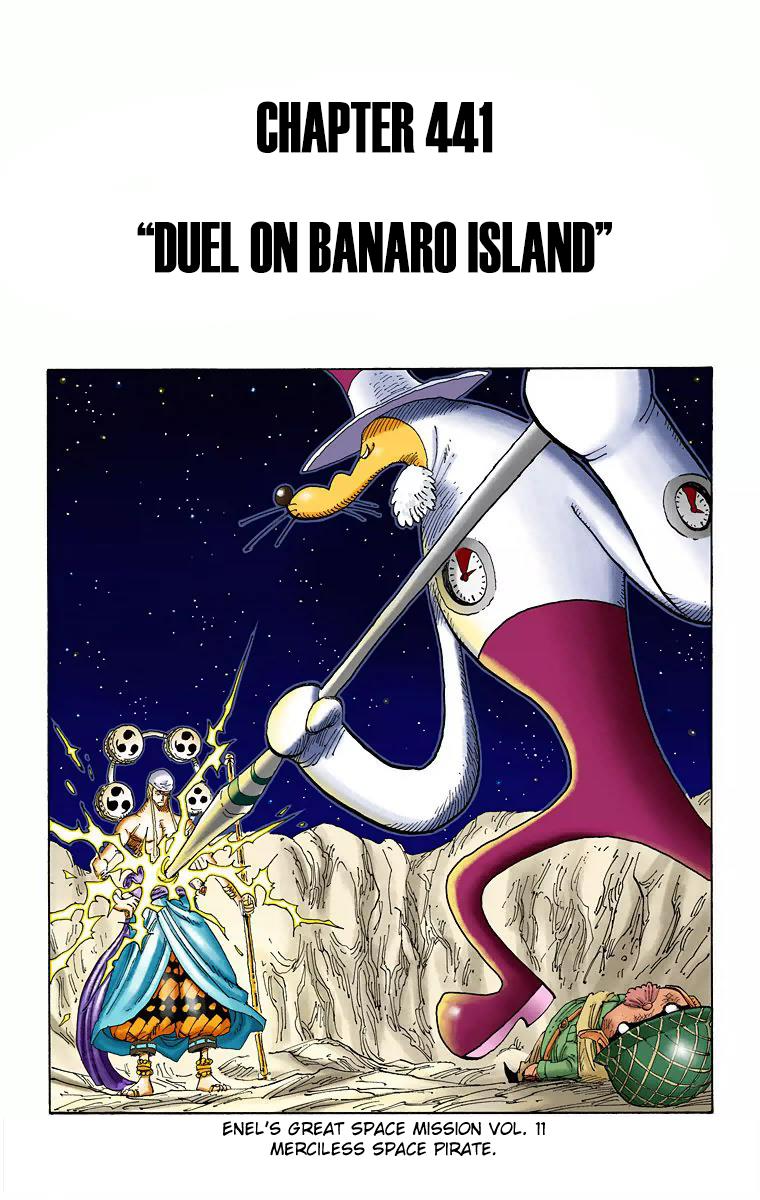 CHAPTER 441
“DUEL ON BANARO ISLAND”
ENEL'S GREAT SPACE MISSION VOL. 11
MERCILESS SPACE PIRATE.